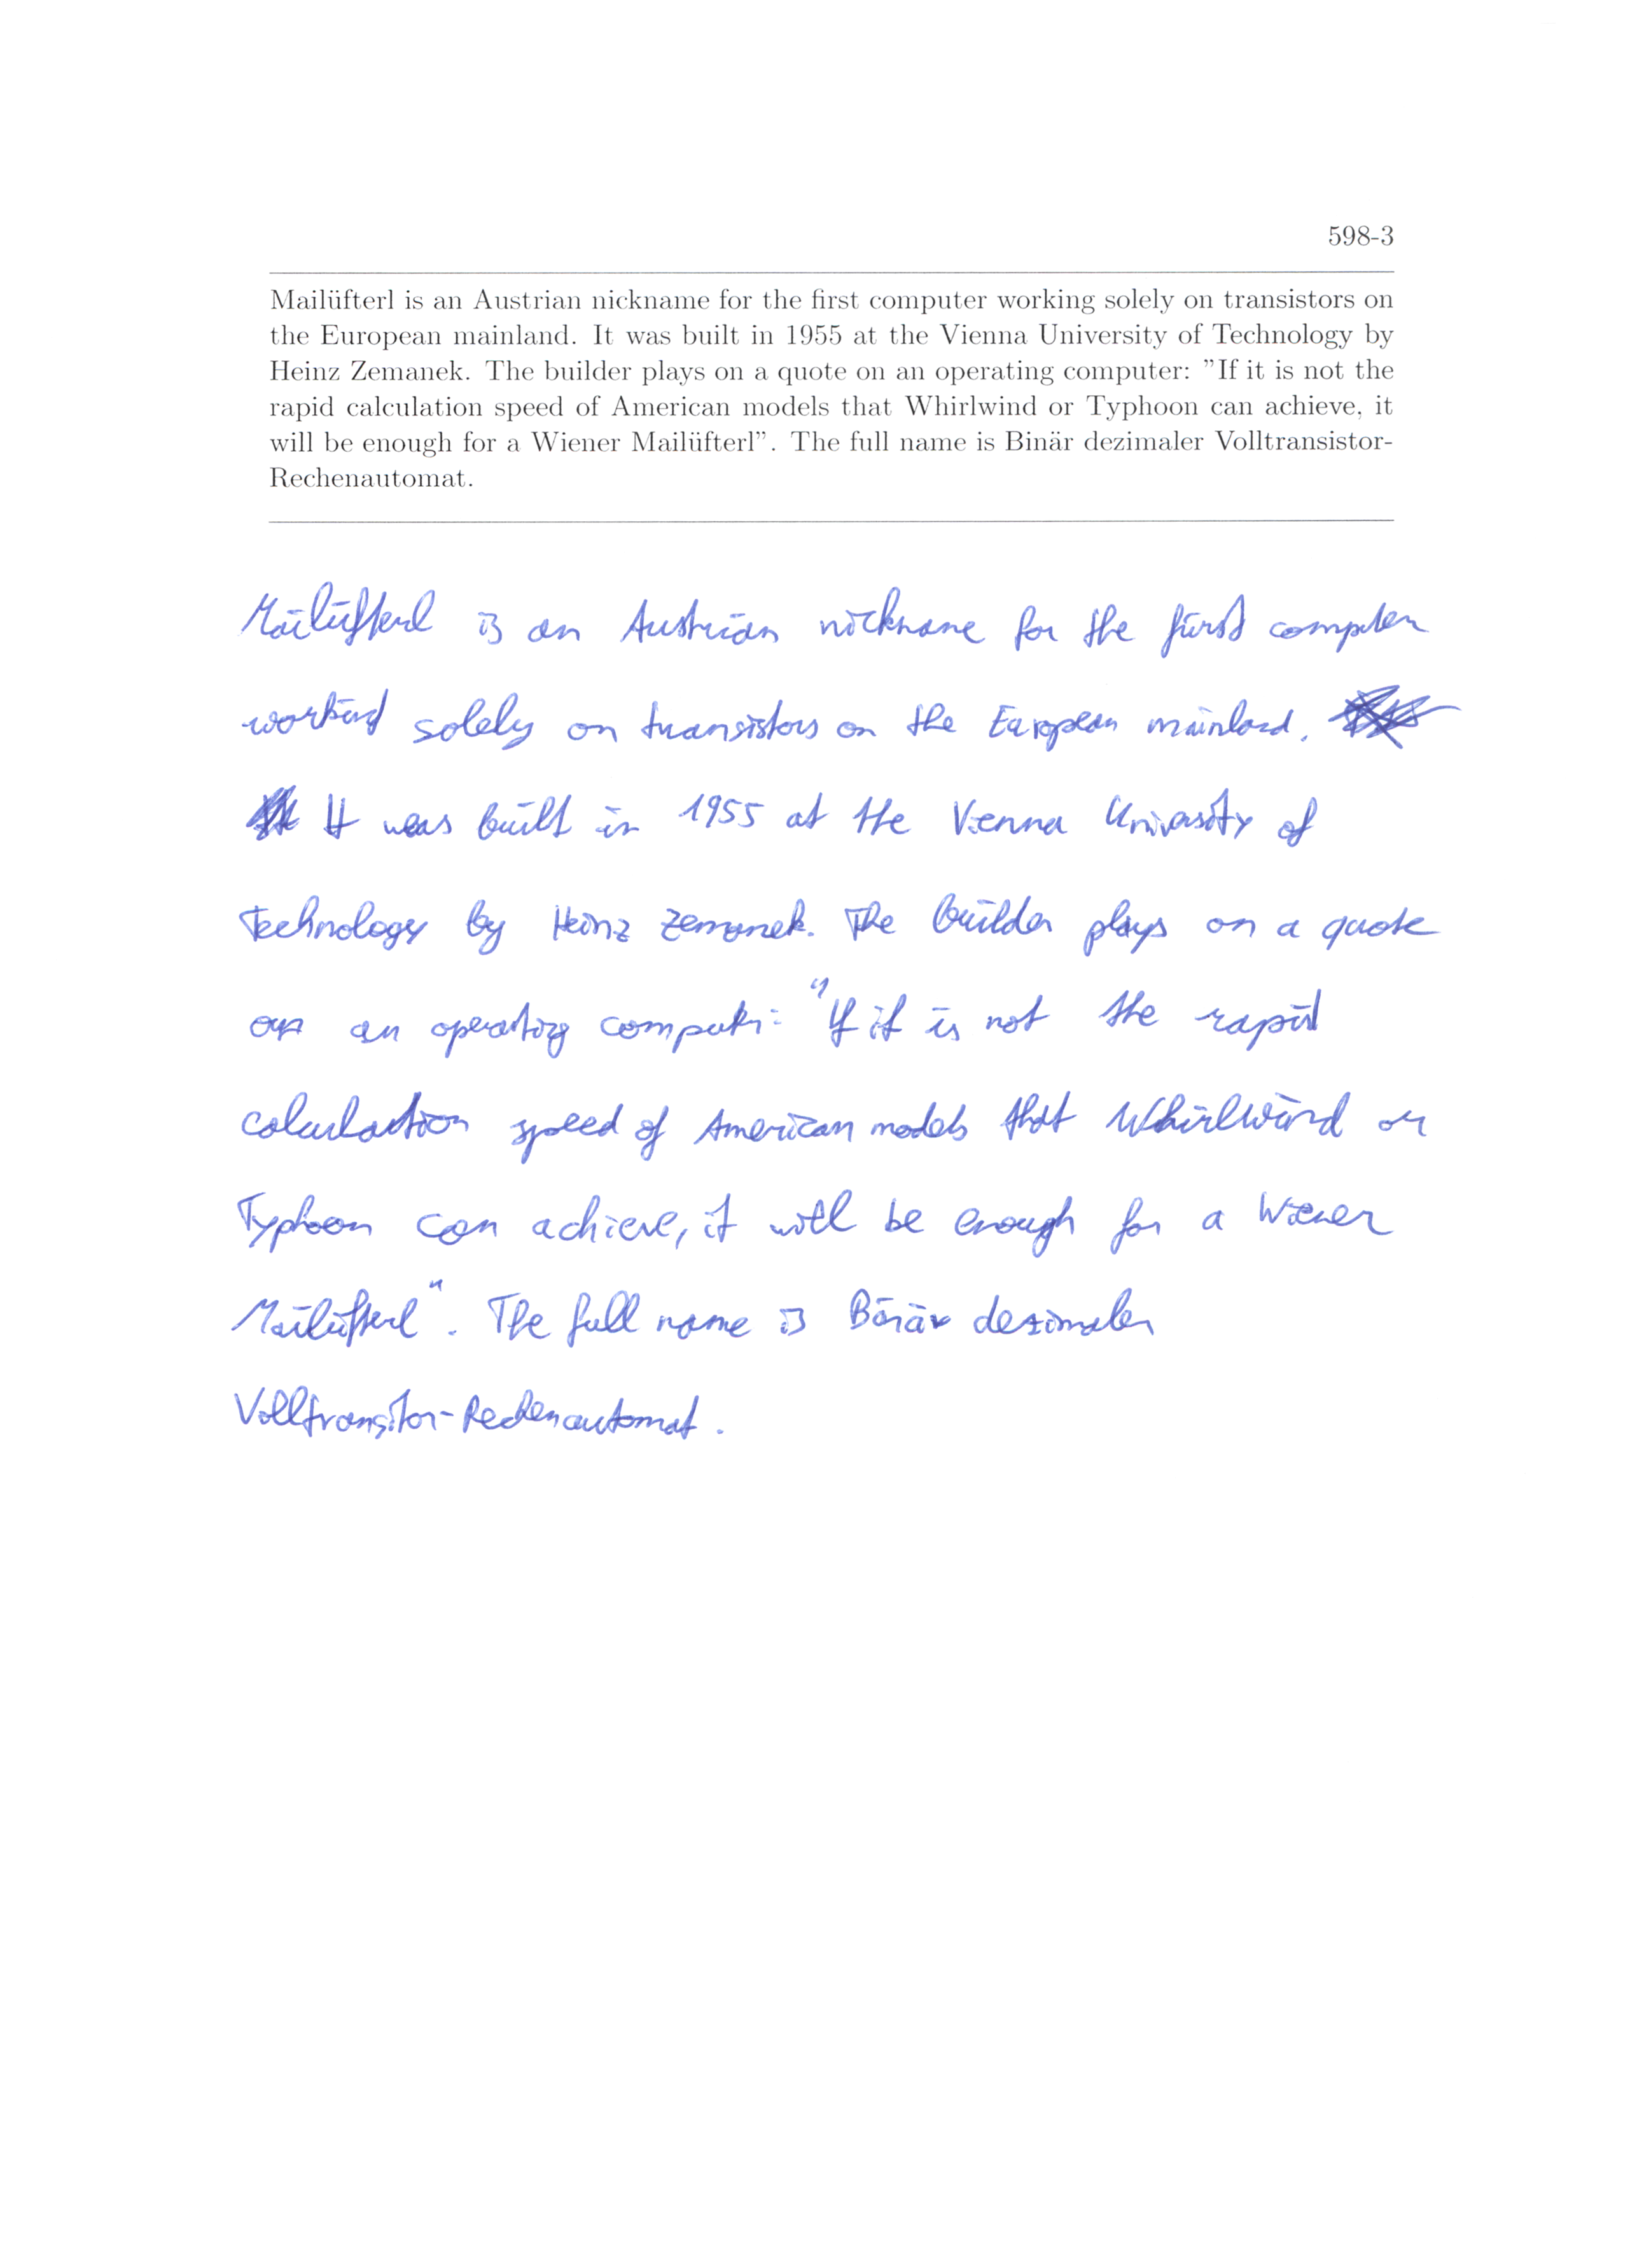 598-3
Mailüfterl is an Austrian nickname for the first computer working solely on transistors on
the European mainland. It was built in 1955 at the Vienna University of Technology by
Heinz Zemanek. The builder plays on a quote on an operating computer: "If it is not the
rapid calculation speed of American models that Whirlwind or Typhoon can achieve, it
will be enough for a Wiener Mailüfterl". The full name is Binär dezimaler Volltransistor-
Rechenautomat.
Mailüfterl is an Austrian nickname for the first computer
workind solely on transistors on the European mainland.
It was built in 1955 at the Vienna University of
Technology by Heinz Zemanek. The builder plays on a quote
on an operating computer: "If it is not the rapid
calculation speed of American models that Whirlwind or
Typhoon can achieve, it will be enough for a Wiener
Mailüfterl". The full name is Binär dezimaler
Volltransitor-Rechenautomat.